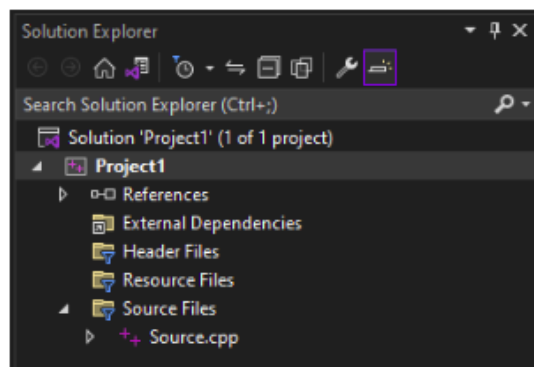 Solution Explorer
Search Solution Explorer (Ctrl+;)
Solution 'Project1' (1 of 1 project)
Project1
References
External Dependencies
Header Files
Resource Files
Source Files
Source.cpp